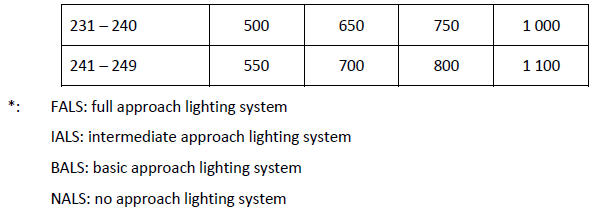 231 – 240 500 650 750 1 000
241 – 249 550 700 800 1 100
*: FALS: full approach lighting system
IALS: intermediate approach lighting system
BALS: basic approach lighting system
NALS: no approach lighting system